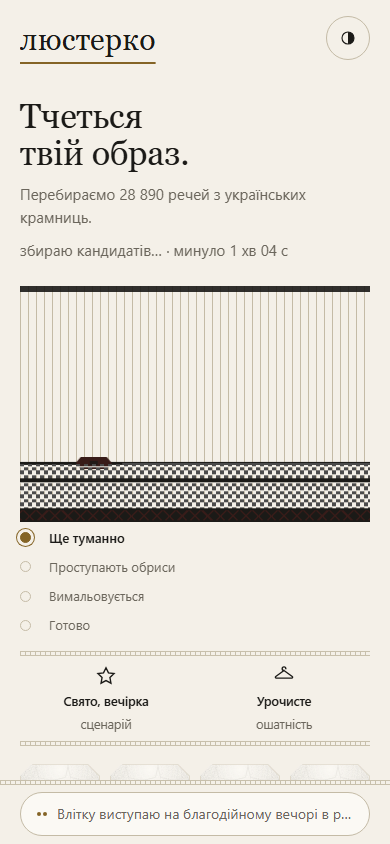 люстерко
Тчеться
твій образ.
Перебираємо 28 890 речей з українських
крамниць.
збираю кандидатів... · минуло 1 хв 04 с
Ще туманно
Проступають обриси
Вимальовується
Готово
Свято, вечірка
Урочисте
сценарій
ошатність
Влітку виступаю на благодійному вечорі в р...